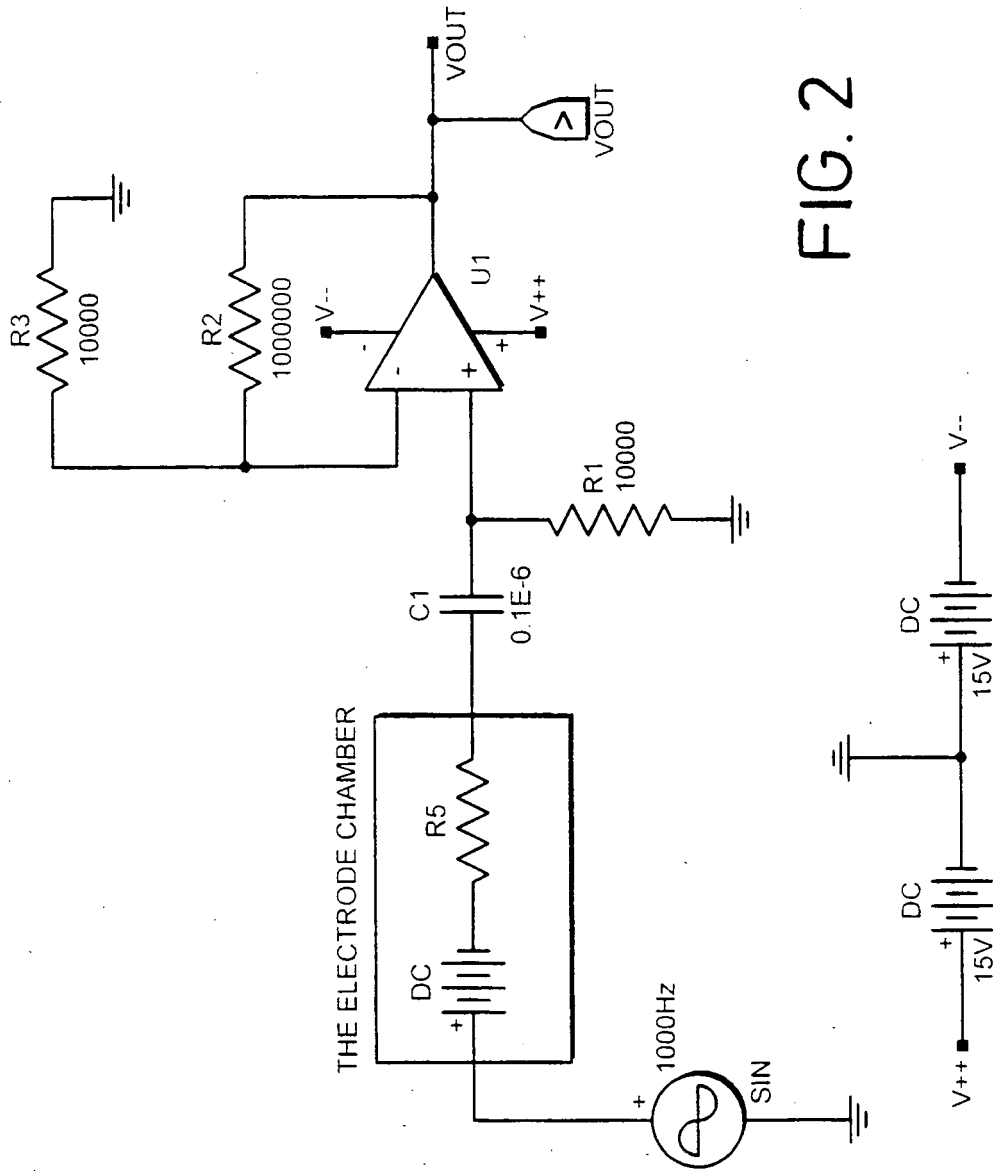 R3
10000
R2
1000000
V--
-
-
+
+
U1
V++
VOUT
V
VOUT
C1
0.1E-6
R1
10000
THE ELECTRODE CHAMBER
DC
+
R5
1000Hz
+
SIN
V++
DC
+
15V
DC
+
15V
V--
FIG. 2